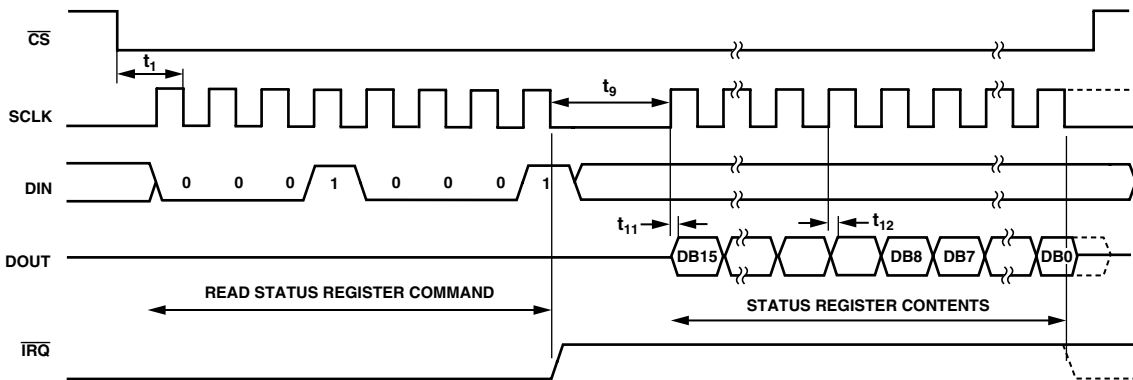 CS
t1
t9
SCLK
DIN 0 0 0 1 0 0 0 1
t11
t12
DOUT DB15 DB8 DB7 DB0
READ STATUS REGISTER COMMAND STATUS REGISTER CONTENTS
IRQ